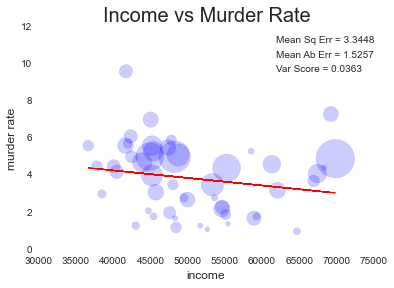 Income vs Murder Rate
Mean Sq Err = 3.3448
Mean Ab Err = 1.5257
Var Score = 0.0363
murder rate
12
10
8
6
4
2
0
30000 35000 40000 45000 50000 55000 60000 65000 70000 75000
income